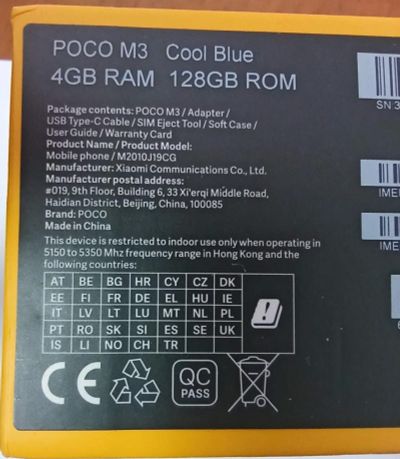 POCO M3 Cool Blue
4GB RAM 128GB ROM
Package contents: POCO M3 / Adapter /
USB Type-C Cable / SIM Eject Tool / Soft Case /
User Guide / Warranty Card
Product Name / Product Model:
Mobile phone / M2010J19CG
Manufacturer: Xiaomi Communications Co., Ltd.
Manufacturer postal address:
#019, 9th Floor, Building 6, 33 Xi'erqi Middle Road,
Haidian District, Beijing, China, 100085
Brand: POCO
Made in China
This device is restricted to indoor use only when operating in
5150 to 5350 Mhz frequency range in Hong Kong and the
following countries:
AT BE BG HR CY CZ DK
EE FI FR DE EL HU IE
IT LV LT LU MT NL PL
PT RO SK SI ES SE UK
IS LI NO CH TR
CE
QC
PASS
SN 3
IME
IME